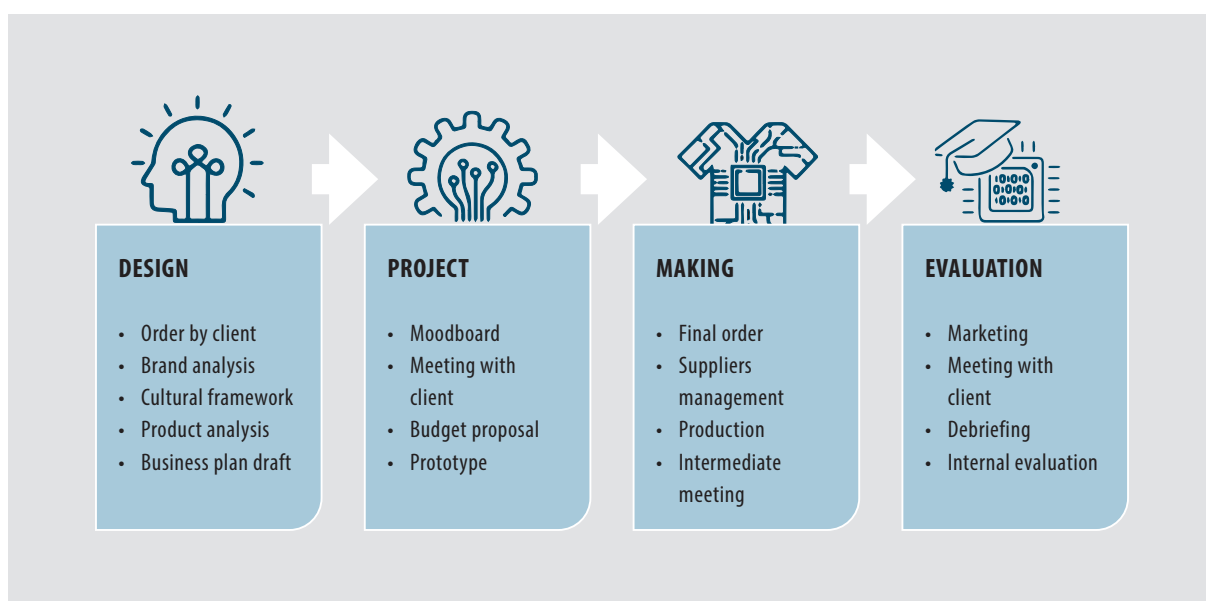 DESIGN
• Order by client
• Brand analysis
• Cultural framework
• Product analysis
• Business plan draft
PROJECT
• Moodboard
• Meeting with
client
• Budget proposal
• Prototype
MAKING
• Final order
• Suppliers
management
• Production
• Intermediate
meeting
EVALUATION
• Marketing
• Meeting with
client
• Debriefing
• Internal evaluation